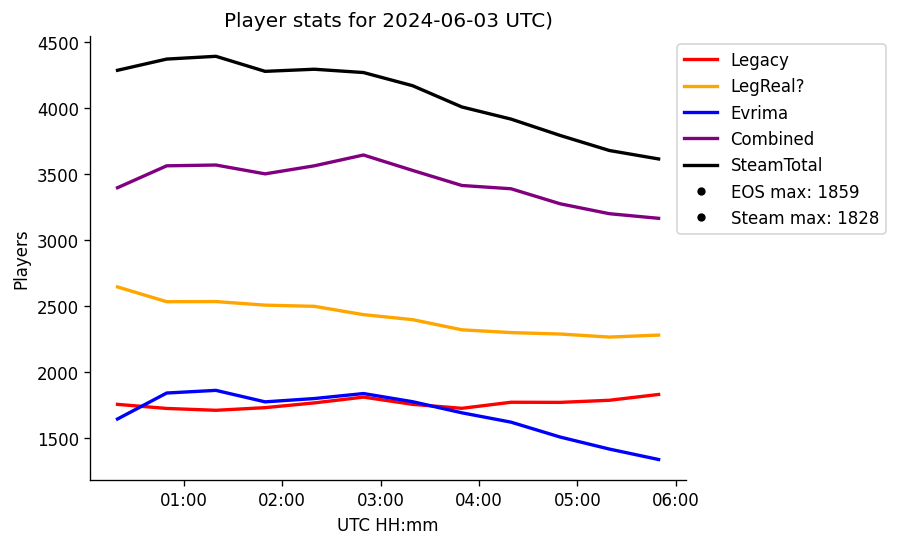 Player stats for 2024-06-03 UTC)
4500
4000
3500
3000
2500
2000
1500
Players
01:00
02:00
03:00
04:00
05:00
06:00
UTC HH:mm
Legacy
LegReal?
Evrima
Combined
SteamTotal
EOS max: 1859
Steam max: 1828